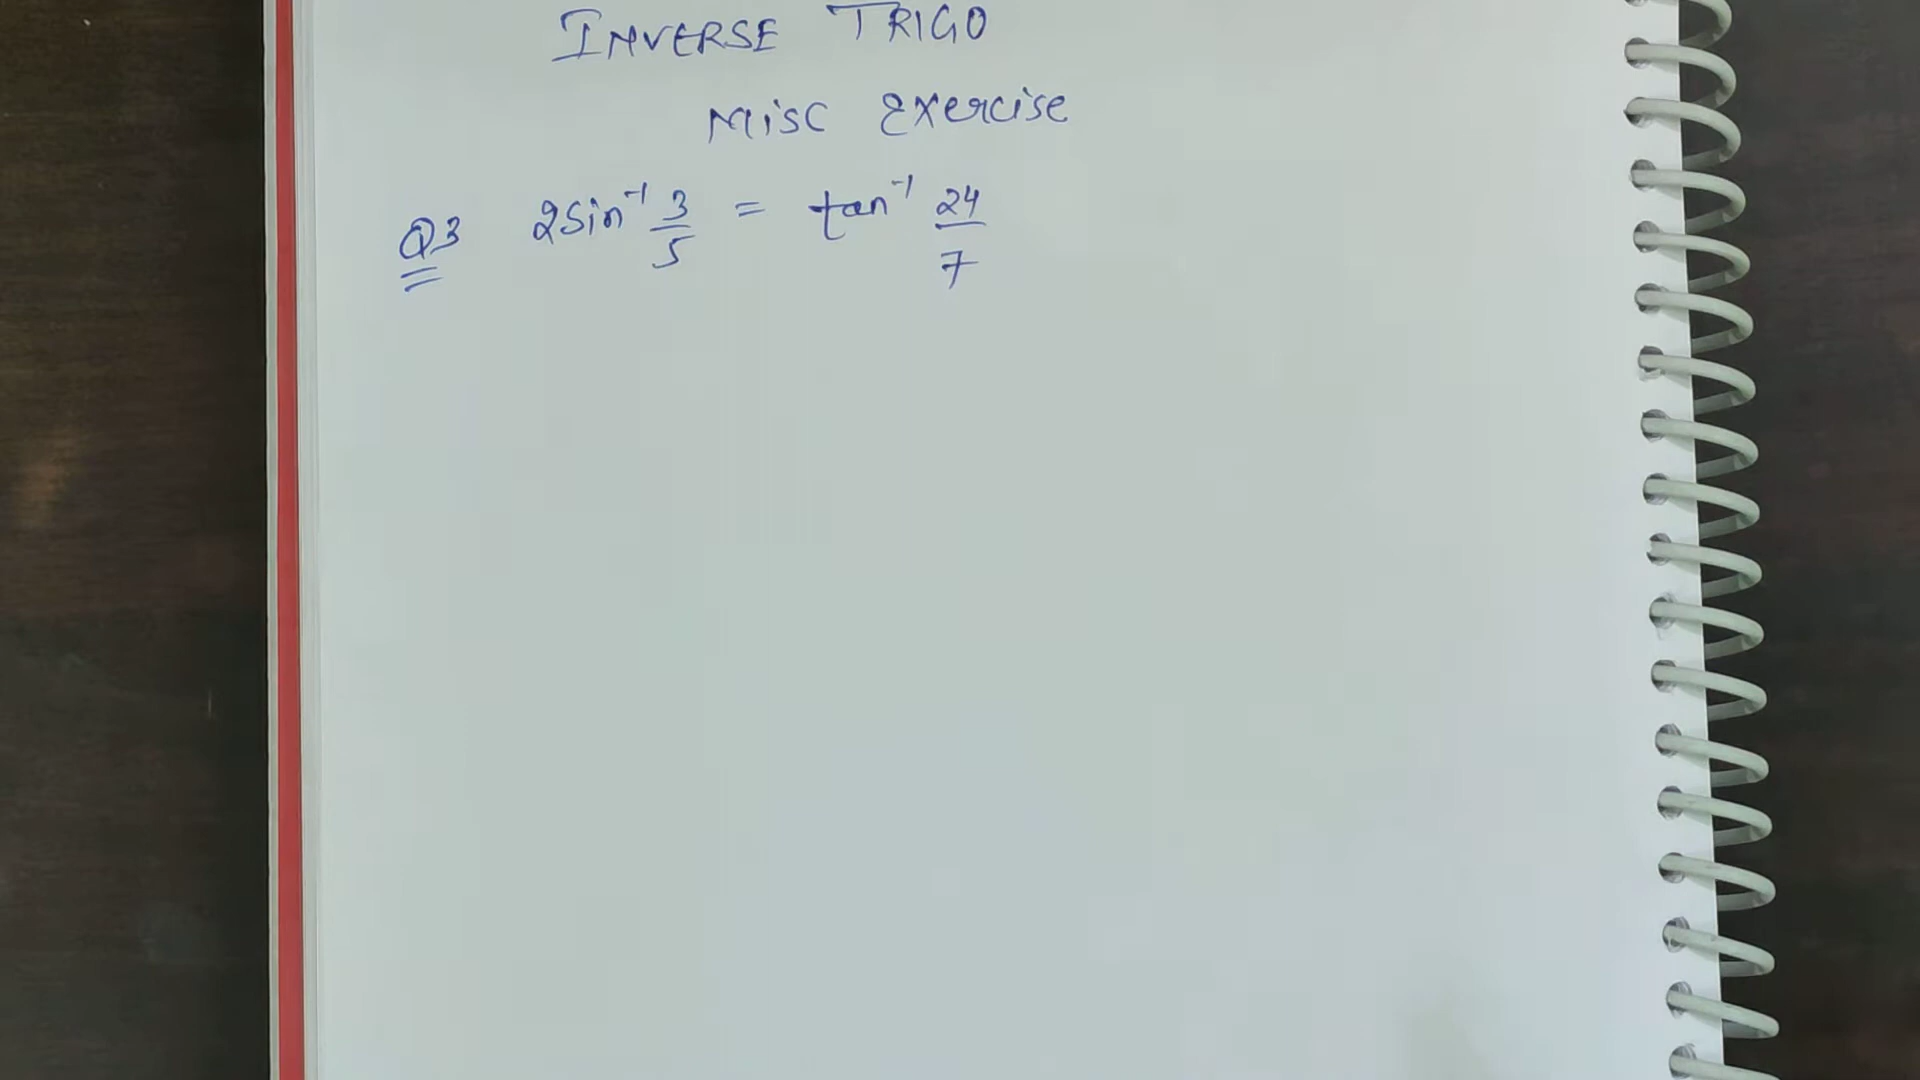 INVERSE TRIGO
Misc Exercise
Q3 2sin⁻¹ 3/5 = tan⁻¹ 24/7